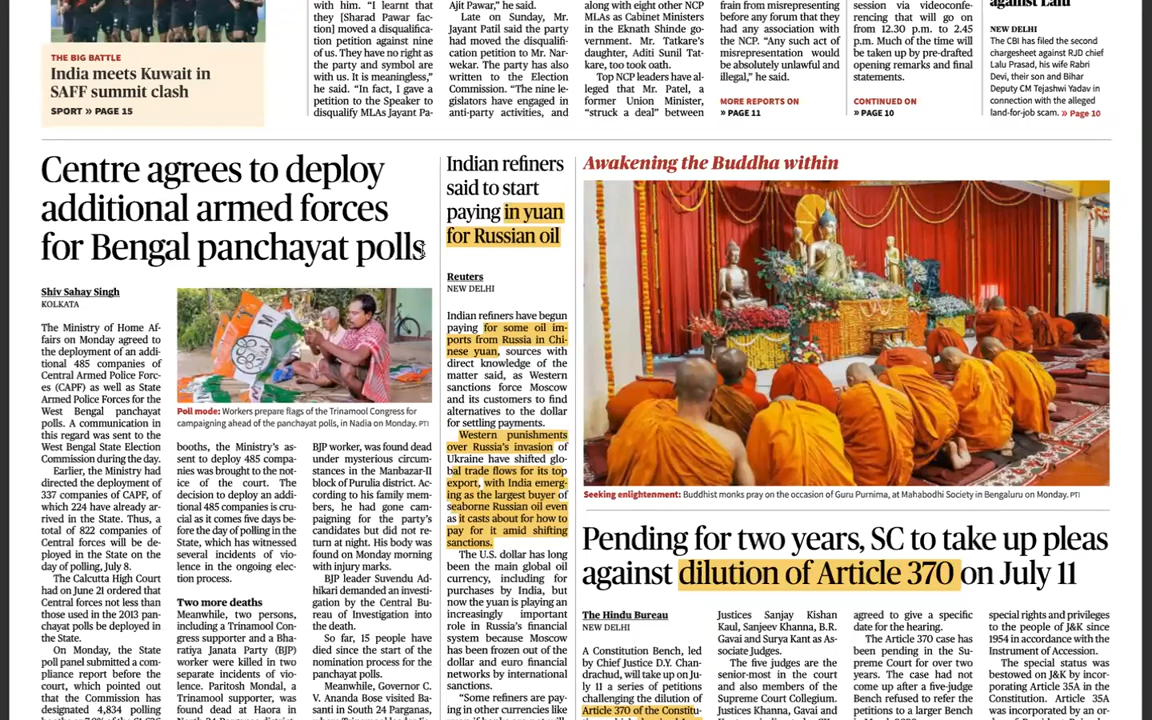 THE BIG BATTLE
India meets Kuwait in
SAFF summit clash
SPORT » PAGE 15
with him. “I learnt that
they [Sharad Pawar fac-
tion] moved a disqualifica-
tion petition against nine
of us. They have no right as
the party and symbol are
with us. It is meaningless,”
he said. “In fact, I gave a
petition to the Speaker to
disqualify MLAs Jayant Pa-
Ajit Pawar,” he said.
Late on Sunday, Mr.
Jayant Patil said the party
had moved the disqualifi-
cation petition to Mr. Nar-
wekar. The party has also
written to the Election
Commission. “The nine le-
gislators have engaged in
anti-party activities, and
along with eight other NCP
MLAs as Cabinet Ministers
in the Eknath Shinde go-
vernment. Mr. Tatkare's
daughter, Aditi Sunil Tat-
kare, too took oath.
Top NCP leaders have al-
leged that Mr. Patel, a
former Union Minister,
“struck a deal” between
frain from misrepresenting
before any forum that they
had any association with
the NCP. “Any such act of
misrepresentation would
be absolutely unlawful and
illegal,” he said.
MORE REPORTS ON
» PAGE 11
session via videoconfe-
rencing that will go on
from 12.30 p.m. to 2.45
p.m. Much of the time will
be taken up by pre-drafted
opening remarks and final
statements.
CONTINUED ON
» PAGE 10
against Lalu
NEW DELHI
The CBI has filed the second
chargesheet against RJD chief
Lalu Prasad, his wife Rabri
Devi, their son and Bihar
Deputy CM Tejashwi Yadav in
connection with the alleged
land-for-job scam. » Page 10
Centre agrees to deploy
additional armed forces
for Bengal panchayat polls
Shiv Sahay Singh
KOLKATA
The Ministry of Home Af-
fairs on Monday agreed to
the deployment of an addi-
tional 485 companies of
Central Armed Police Forc-
es (CAPF) as well as State
Armed Police Forces for the
West Bengal panchayat
polls. A communication in
this regard was sent to the
West Bengal State Election
Commission during the day.
Earlier, the Ministry had
directed the deployment of
337 companies of CAPF, of
which 224 have already ar-
rived in the State. Thus, a
total of 822 companies of
Central forces will be de-
ployed in the State on the
day of polling, July 8.
The Calcutta High Court
had on June 21 ordered that
Central forces not less than
those used in the 2013 pan-
chayat polls be deployed in
the State.
On Monday, the State
poll panel submitted a com-
pliance report before the
court, which pointed out
that the Commission has
designated 4,834 polling
Poll mode: Workers prepare flags of the Trinamool Congress for
campaigning ahead of the panchayat polls, in Nadia on Monday. PTI
booths, the Ministry's as-
sent to deploy 485 compa-
nies was brought to the not-
ice of the court. The
decision to deploy an addi-
tional 485 companies is cru-
cial as it comes five days be-
fore the day of polling in the
State, which has witnessed
several incidents of vio-
lence in the ongoing elec-
tion process.
Two more deaths
Meanwhile, two persons,
including a Trinamool Con-
gress supporter and a Bha-
ratiya Janata Party (BJP)
worker were killed in two
separate incidents of vio-
lence. Paritosh Mondal, a
Trinamool supporter, was
found dead at Haora in
BJP worker, was found dead
under mysterious circum-
stances in the Manbazar-II
block of Purulia district. Ac-
cording to his family mem-
bers, he had gone cam-
paigning for the party's
candidates but did not re-
turn at night. His body was
found on Monday morning
with injury marks.
BJP leader Suvendu Ad-
hikari demanded an investi-
gation by the Central Bu-
reau of Investigation into
the death.
So far, 15 people have
died since the start of the
nomination process for the
panchayat polls.
Meanwhile, Governor C.
V. Ananda Bose visited Ba-
santi in South 24 Parganas,
Indian refiners
said to start
paying in yuan
for Russian oil
Reuters
NEW DELHI
Indian refiners have begun
paying for some oil im-
ports from Russia in Chi-
nese yuan, sources with
direct knowledge of the
matter said, as Western
sanctions force Moscow
and its customers to find
alternatives to the dollar
for settling payments.
Western punishments
over Russia's invasion of
Ukraine have shifted glo-
bal trade flows for its top
export, with India emerg-
ing as the largest buyer of
seaborne Russian oil even
as it casts about for how to
pay for it amid shifting
sanctions.
The U.S. dollar has long
been the main global oil
currency, including for
purchases by India, but
now the yuan is playing an
increasingly important
role in Russia's financial
system because Moscow
has been frozen out of the
dollar and euro financial
networks by international
sanctions.
“Some refiners are pay-
ing in other currencies like
Awakening the Buddha within
Seeking enlightenment: Buddhist monks pray on the occasion of Guru Purnima, at Mahabodhi Society in Bengaluru on Monday. PTI
Pending for two years, SC to take up pleas
against dilution of Article 370 on July 11
The Hindu Bureau
NEW DELHI
A Constitution Bench, led
by Chief Justice D.Y. Chan-
drachud, will take up on Ju-
ly 11 a series of petitions
challenging the dilution of
Article 370 of the Constitu-
Justices Sanjay Kishan
Kaul, Sanjeev Khanna, B.R.
Gavai and Surya Kant as As-
sociate Judges.
The five judges are the
senior-most in the court
and also members of the
Supreme Court Collegium.
Justices Khanna, Gavai and
agreed to give a specific
date for the hearing.
The Article 370 case has
been pending in the Su-
preme Court for over two
years. The case had not
come up after a five-judge
Bench refused to refer the
petitions to a larger Bench
special rights and privileges
to the people of J&K since
1954 in accordance with the
Instrument of Accession.
The special status was
bestowed on J&K by incor-
porating Article 35A in the
Constitution. Article 35A
was incorporated by an or-